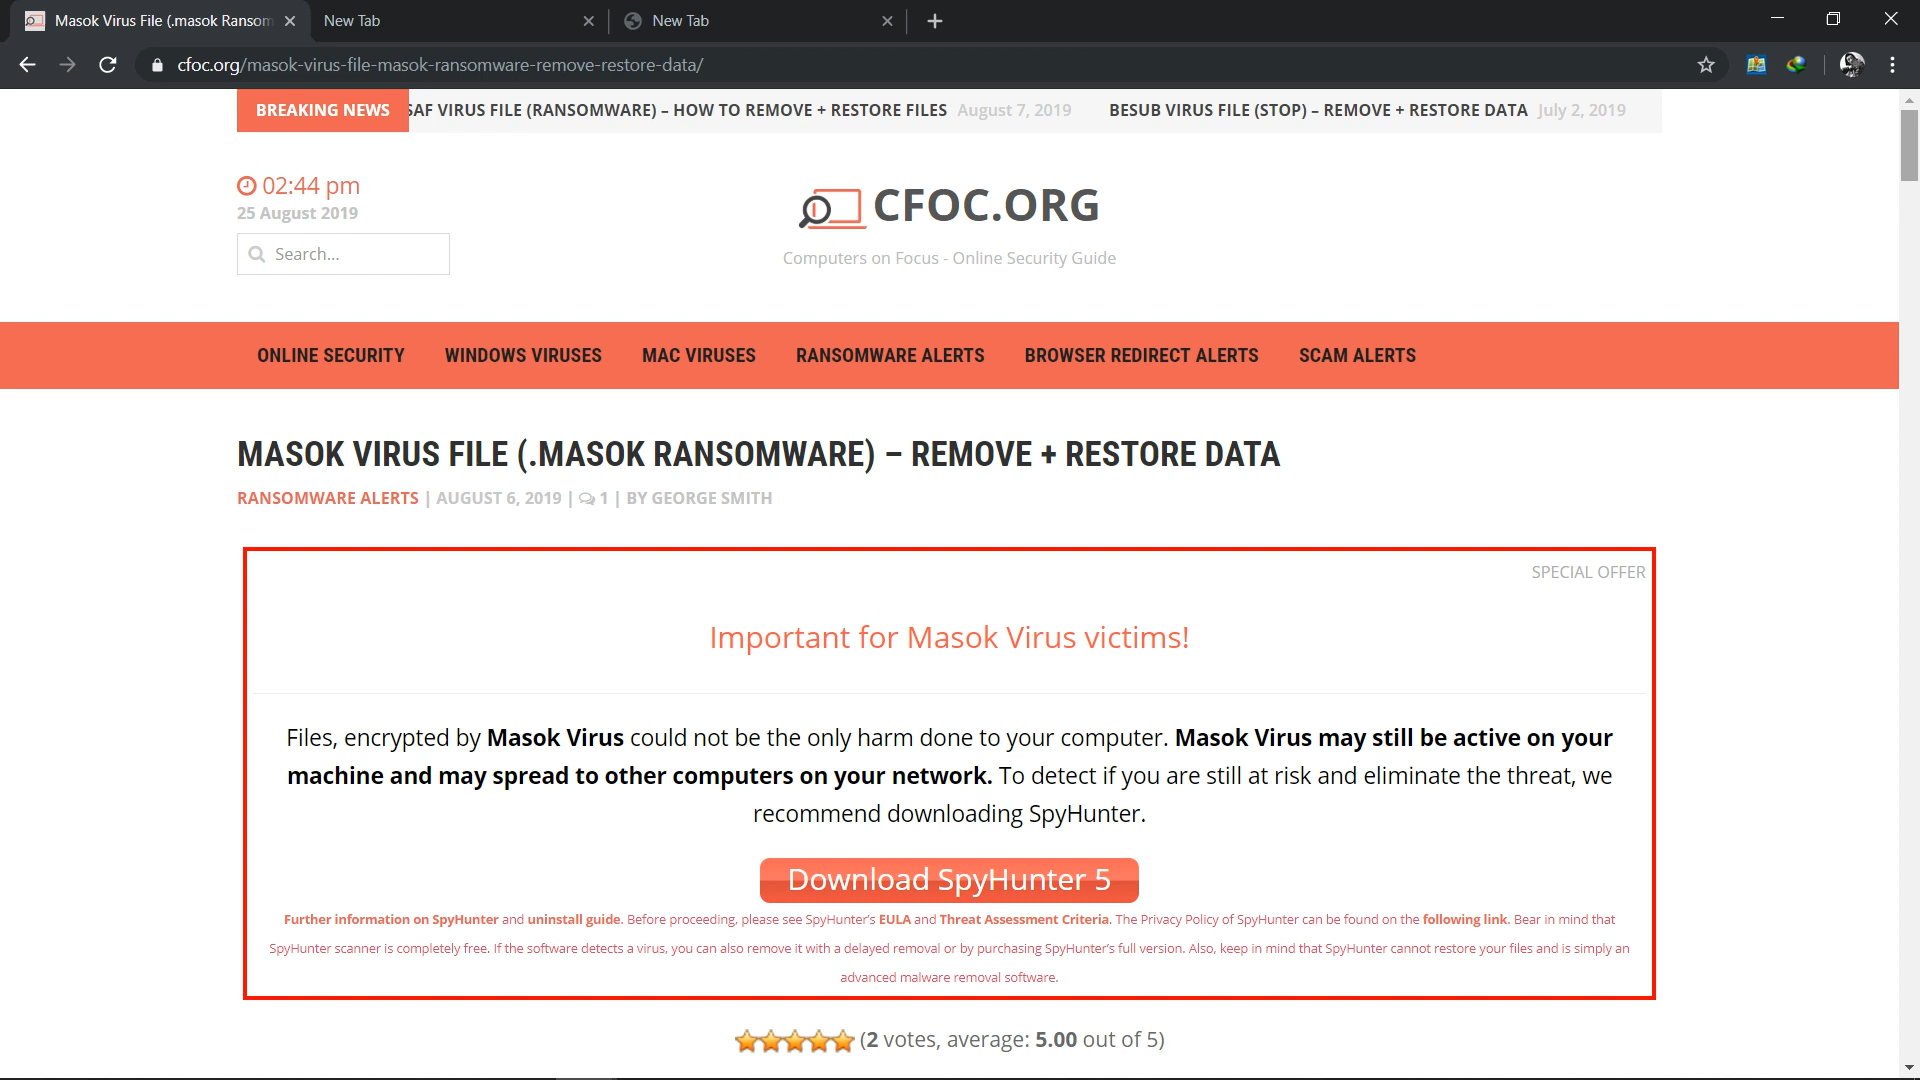 Masok Virus File (.masok Ransom
New Tab
New Tab
cfoc.org/masok-virus-file-masok-ransomware-remove-restore-data/
BREAKING NEWS
SAF VIRUS FILE (RANSOMWARE) – HOW TO REMOVE + RESTORE FILES August 7, 2019
BESUB VIRUS FILE (STOP) – REMOVE + RESTORE DATA July 2, 2019
02:44 pm
25 August 2019
Search...
CFOC.ORG
Computers on Focus - Online Security Guide
ONLINE SECURITY WINDOWS VIRUSES MAC VIRUSES RANSOMWARE ALERTS BROWSER REDIRECT ALERTS SCAM ALERTS
MASOK VIRUS FILE (.MASOK RANSOMWARE) – REMOVE + RESTORE DATA
RANSOMWARE ALERTS | AUGUST 6, 2019 | 1 | BY GEORGE SMITH
SPECIAL OFFER
Important for Masok Virus victims!
Files, encrypted by Masok Virus could not be the only harm done to your computer. Masok Virus may still be active on your
machine and may spread to other computers on your network. To detect if you are still at risk and eliminate the threat, we
recommend downloading SpyHunter.
Download SpyHunter 5
Further information on SpyHunter and uninstall guide. Before proceeding, please see SpyHunter's EULA and Threat Assessment Criteria. The Privacy Policy of SpyHunter can be found on the following link. Bear in mind that
SpyHunter scanner is completely free. If the software detects a virus, you can also remove it with a delayed removal or by purchasing SpyHunter's full version. Also, keep in mind that SpyHunter cannot restore your files and is simply an
advanced malware removal software.
(2 votes, average: 5.00 out of 5)